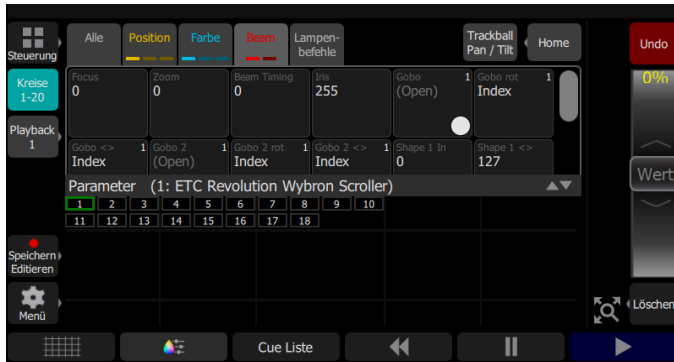 Steuerung
Alle
Position
Farbe
Beam
Lampen-
befehle
Trackball
Pan / Tilt
Home
Undo
Kreise
1-20
Playback
1
Focus
0
Zoom
0
Beam Timing
0
Iris
255
Gobo 1
(Open)
Gobo rot 1
Index
0%
Gobo <> 1
Index
Gobo 2
(Open)
Gobo 2 rot 1
Index
Gobo 2 <> 1
Index
Shape 1 In
0
Shape 1 <>
127
Wert
Parameter (1: ETC Revolution Wybron Scroller)
1 2 3 4 5 6 7 8 9 10
11 12 13 14 15 16 17 18
Speichern
Editieren
Menü
Löschen
Cue Liste